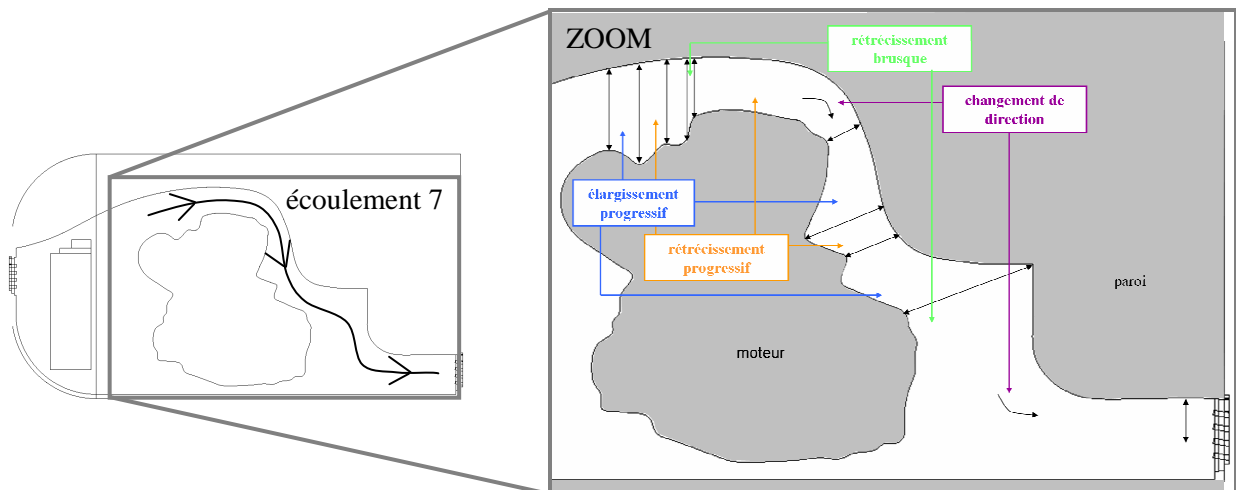 ZOOM
rétrécissement
brusque
changement de
direction
écoulement 7
élargissement
progressif
rétrécissement
progressif
paroi
moteur